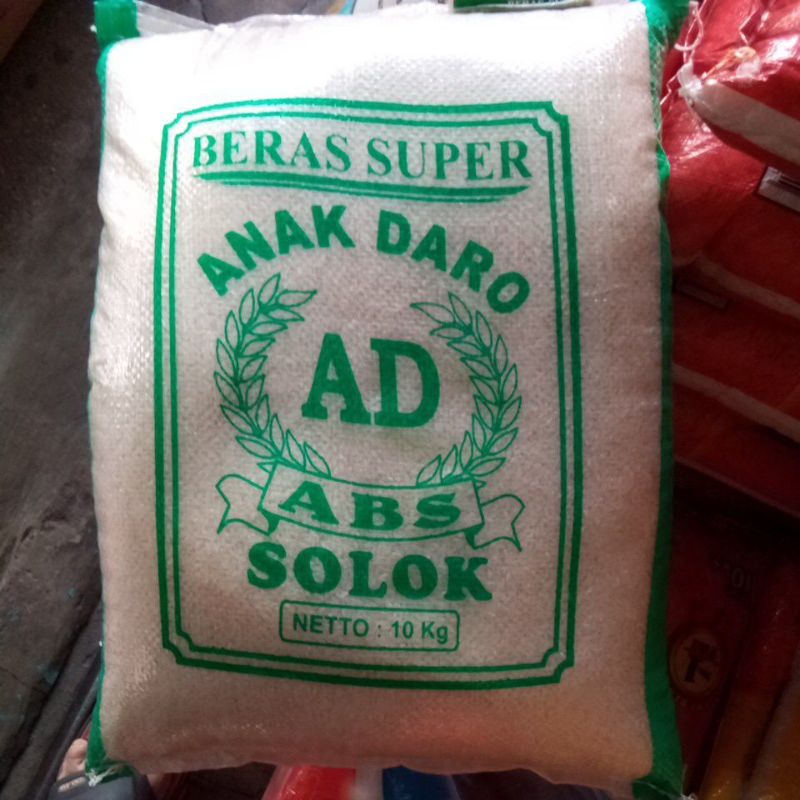 BERAS SUPER
ANAK DARO
AD
ABS
SOLOK
NETTO : 10 Kg